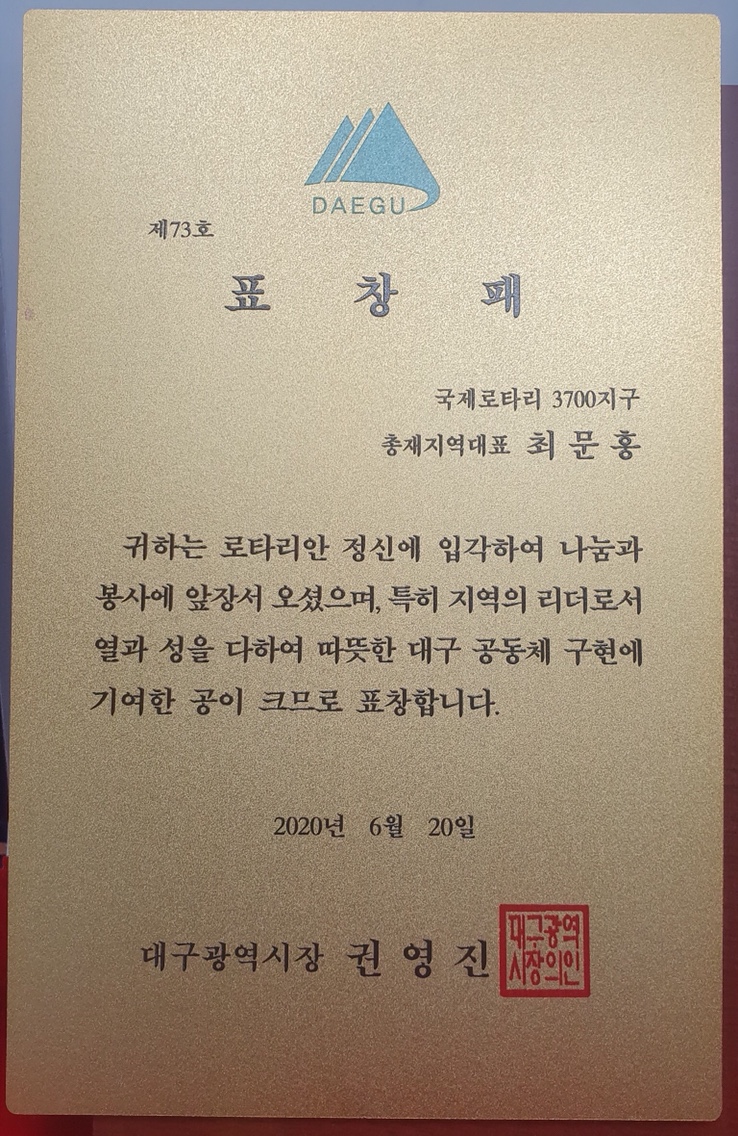 DAEGU
제73호
표 창 패
국제로타리 3700지구
총재지역대표 최문홍
귀하는 로타리안 정신에 입각하여 나눔과
봉사에 앞장서 오셨으며, 특히 지역의 리더로서
열과 성을 다하여 따뜻한 대구 공동체 구현에
기여한 공이 크므로 표창합니다.
2020년 6월 20일
대구광역시장 권영진
대구광역
시장의인